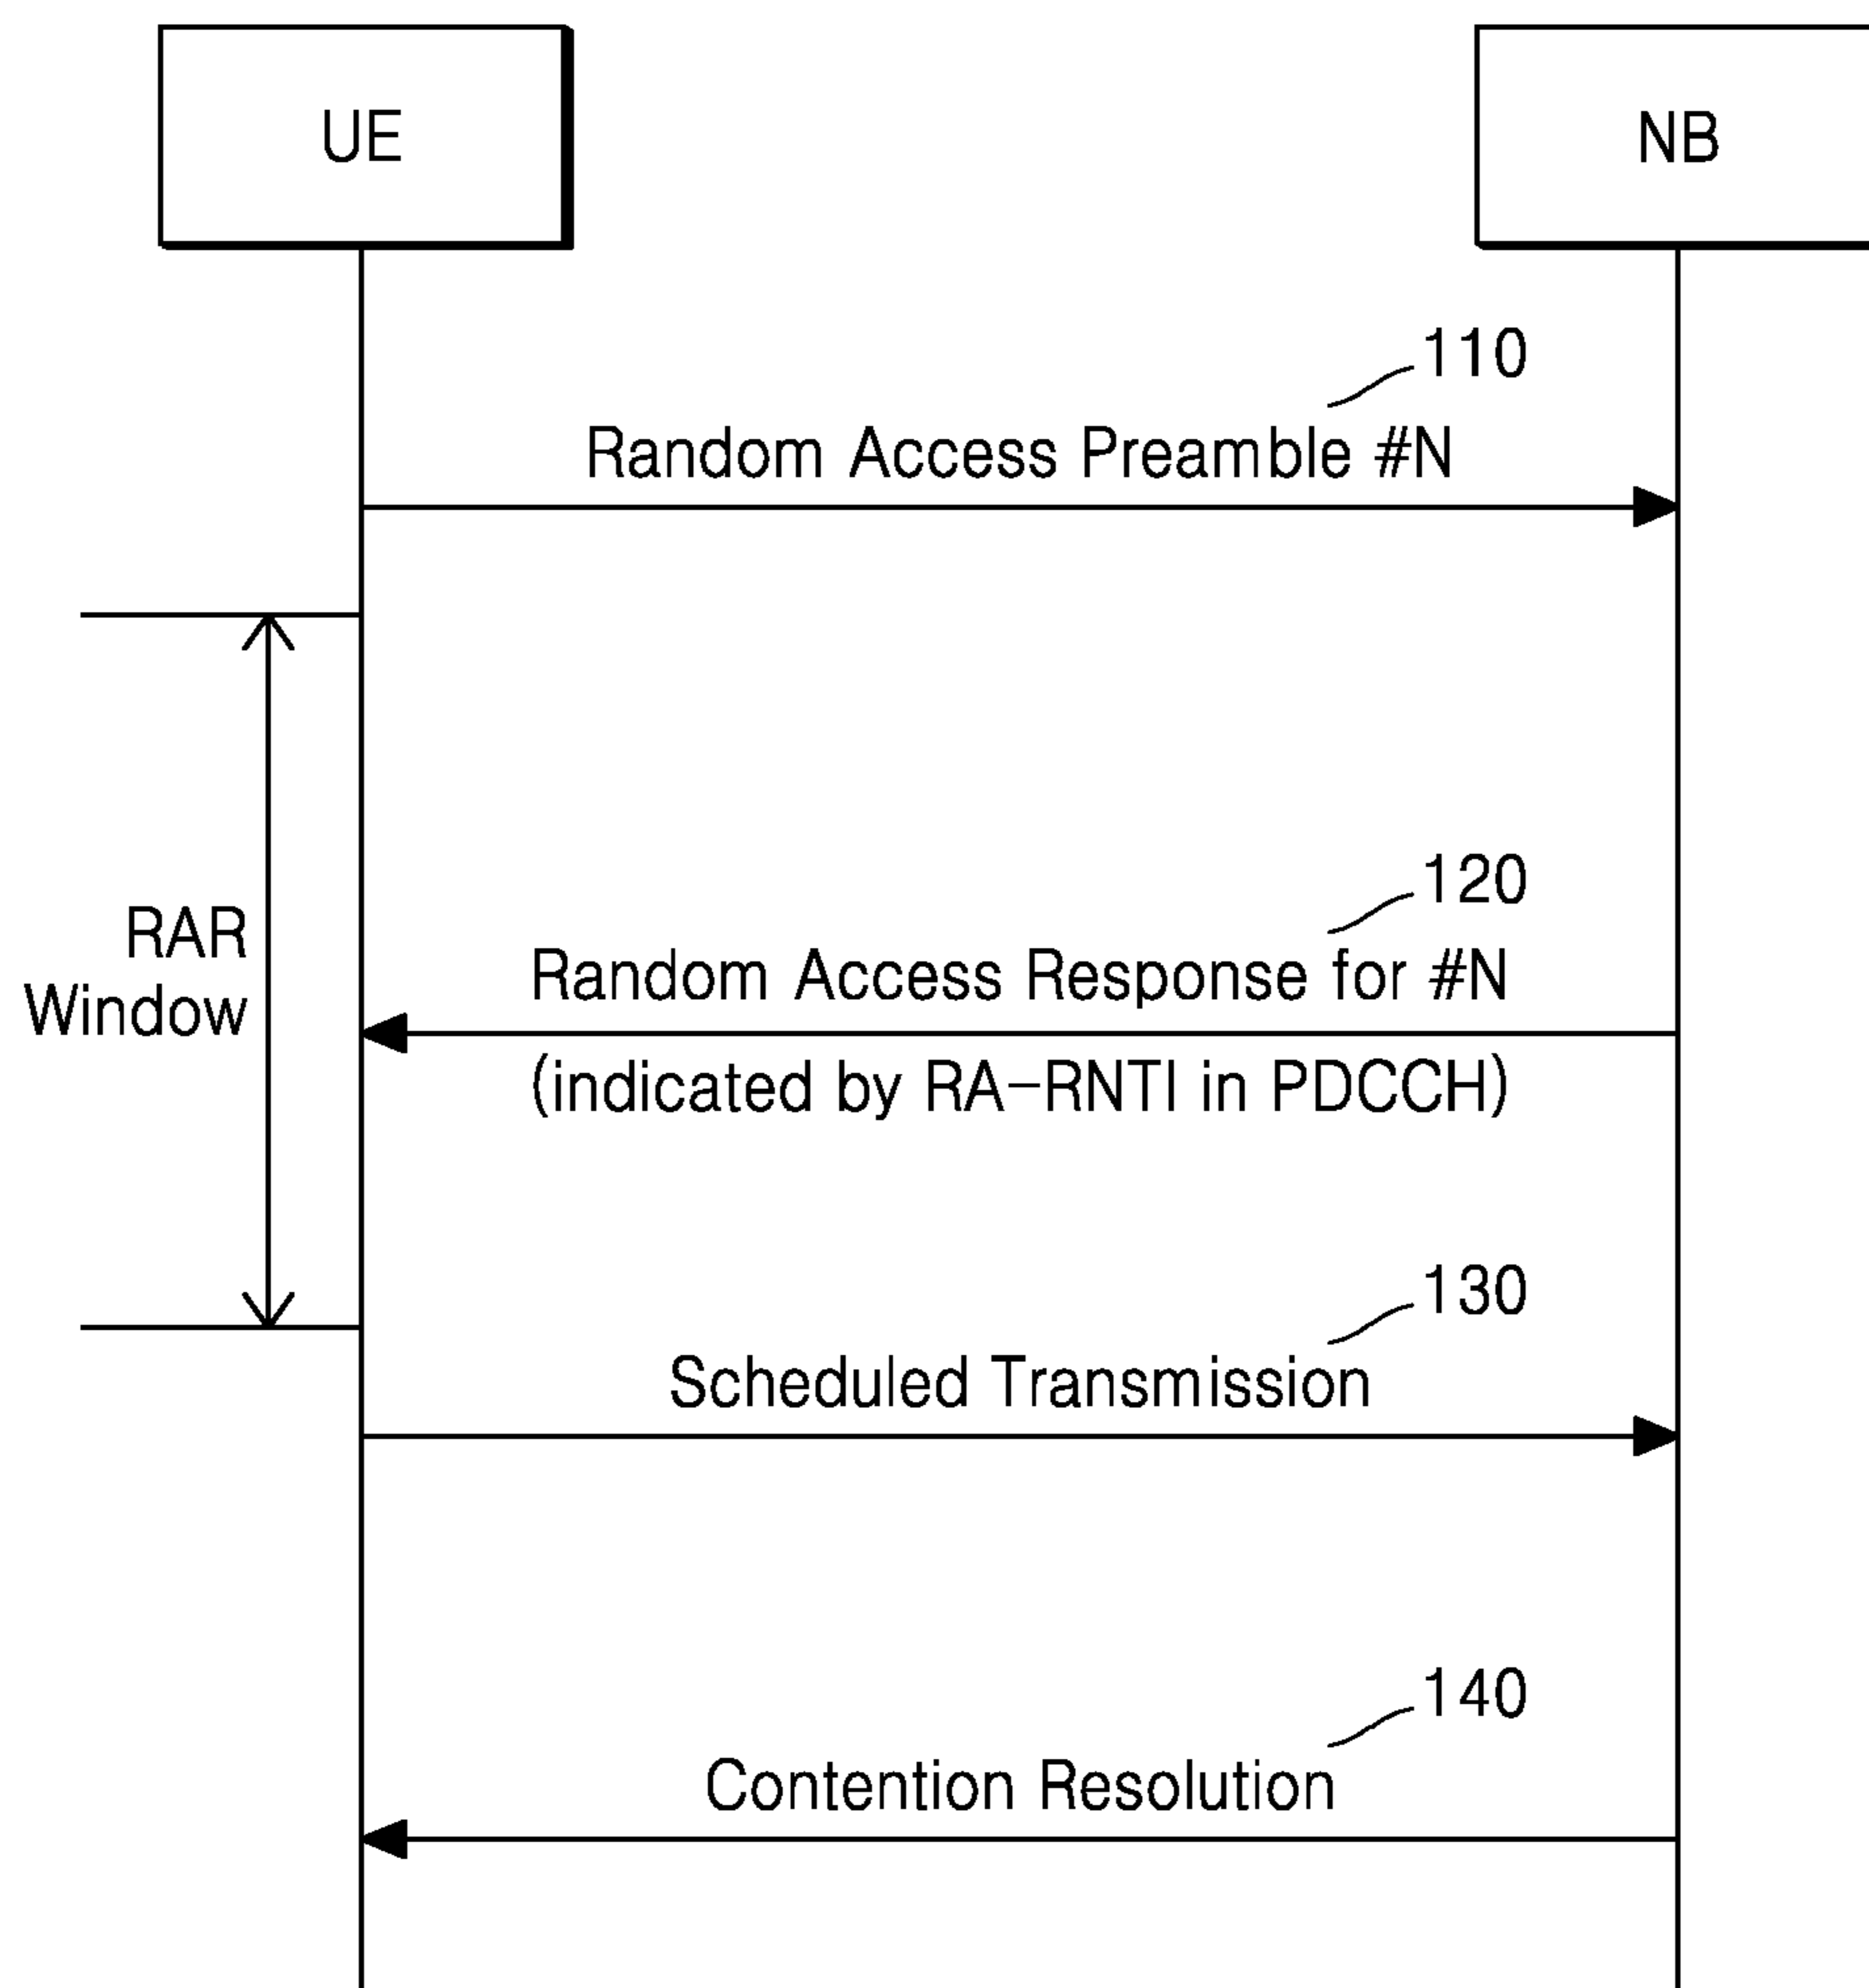 UE
NB
110
Random Access Preamble #N
120
Random Access Response for #N
(indicated by RA-RNTI in PDCCH)
RAR
Window
130
Scheduled Transmission
140
Contention Resolution